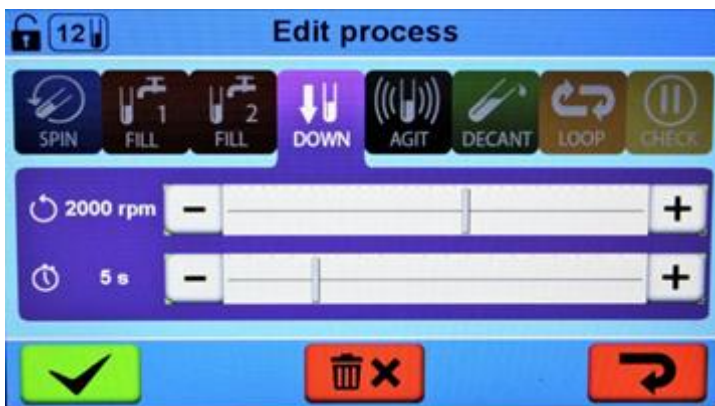 12
Edit process
SPIN
1
FILL
2
FILL
DOWN
AGIT
DECANT
LOOP
CHECK
2000 rpm
5 s